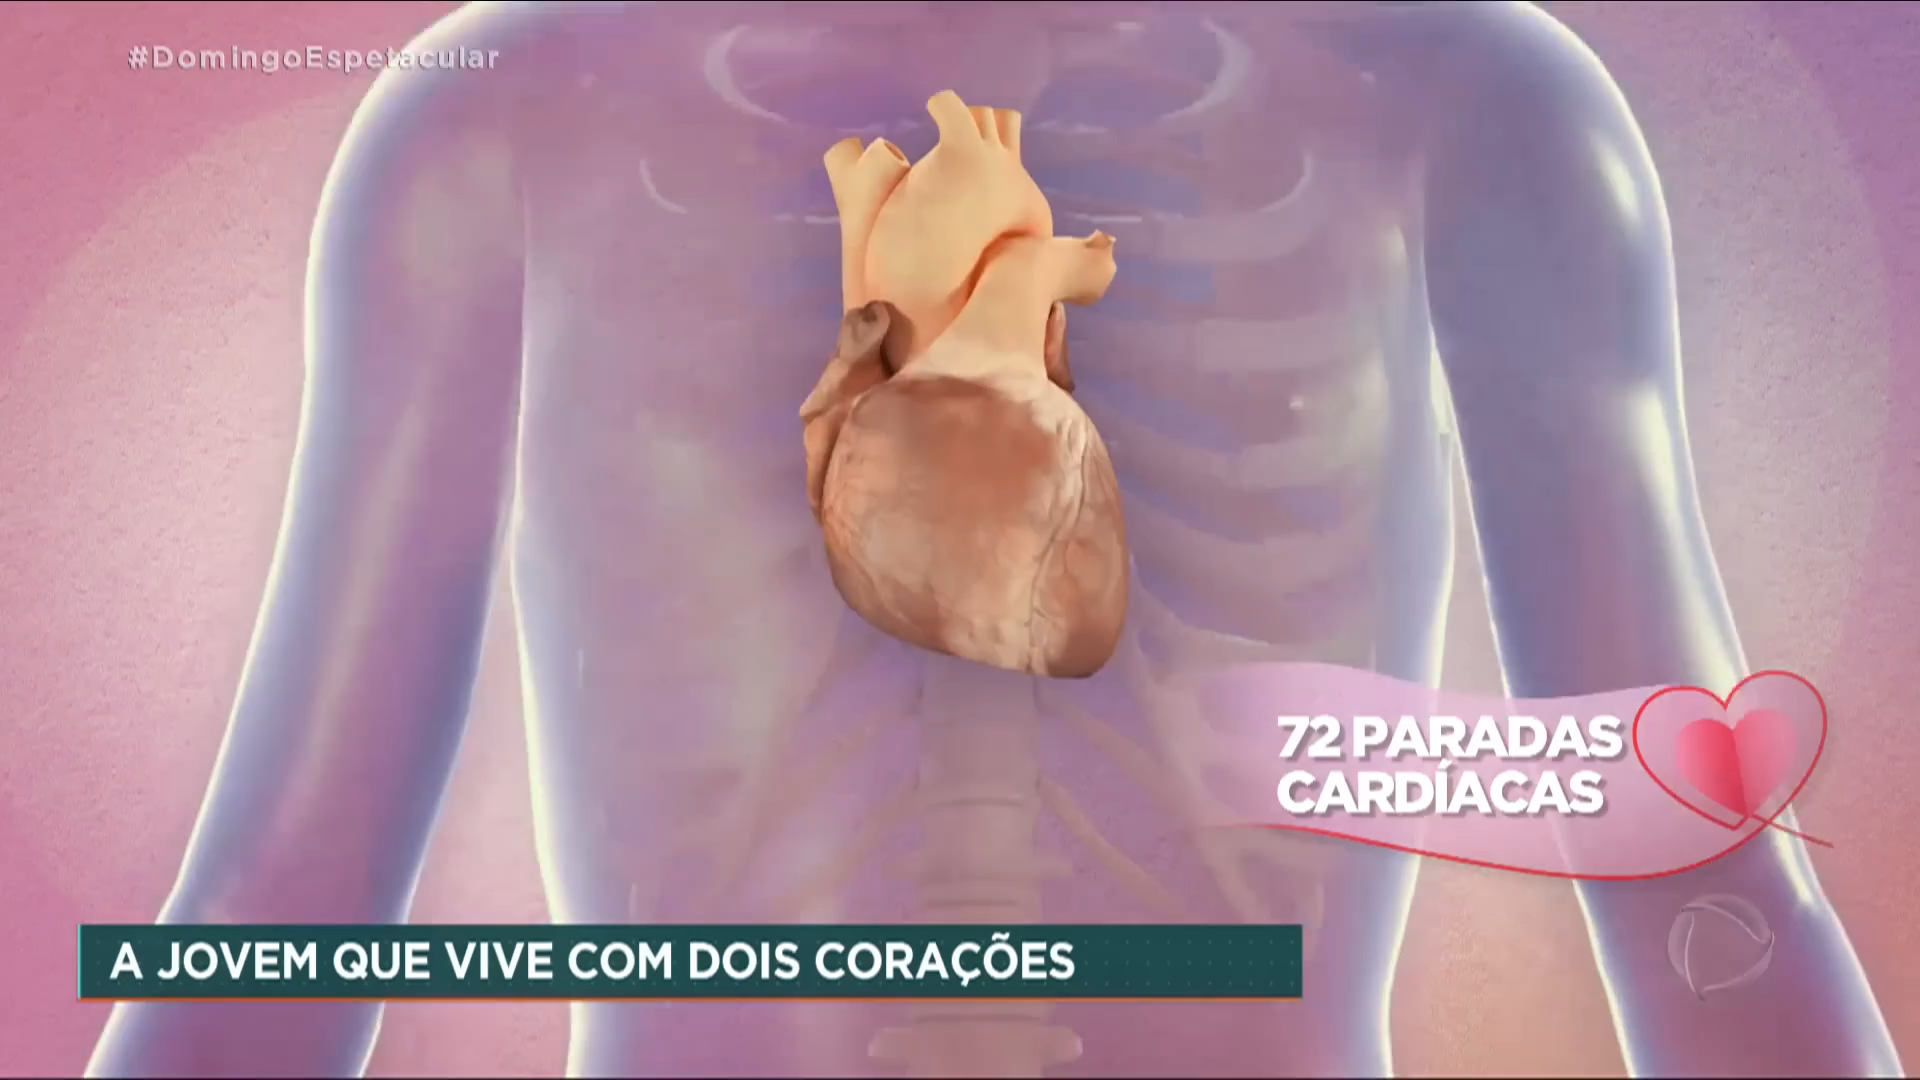 #DomingoEspetacular
72 PARADAS
CARDÍACAS
A JOVEM QUE VIVE COM DOIS CORAÇÕES